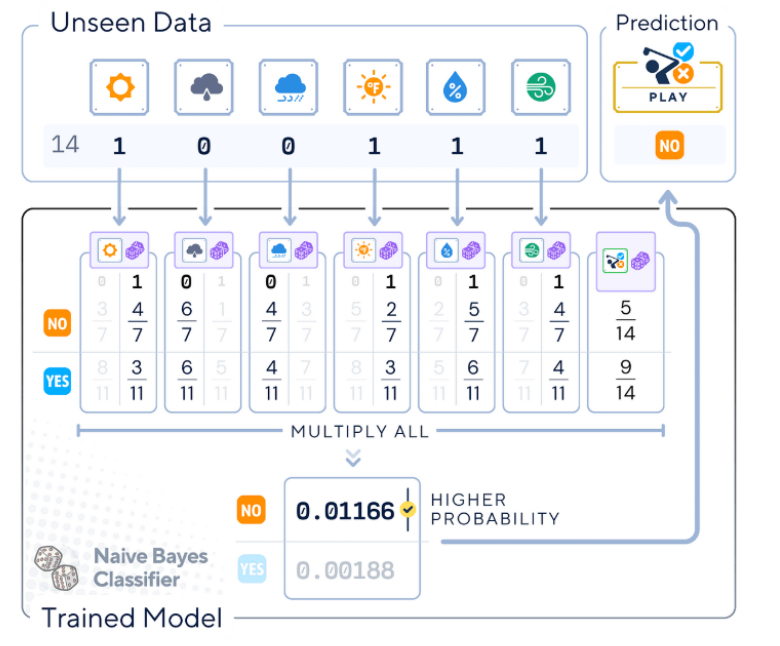 Unseen Data
Prediction
°F
%
PLAY
14 1 0 0 1 1 1
NO
0 1 0 1 0 1 0 1 0 1 0 1
NO 3/7 4/7 6/7 1/7 4/7 3/7 5/7 2/7 2/7 5/7 3/7 4/7 5/14
YES 8/11 3/11 6/11 5/11 4/11 7/11 8/11 3/11 5/11 6/11 7/11 4/11 9/14
MULTIPLY ALL
NO 0.01166
HIGHER
PROBABILITY
YES 0.00188
Naive Bayes
Classifier
Trained Model